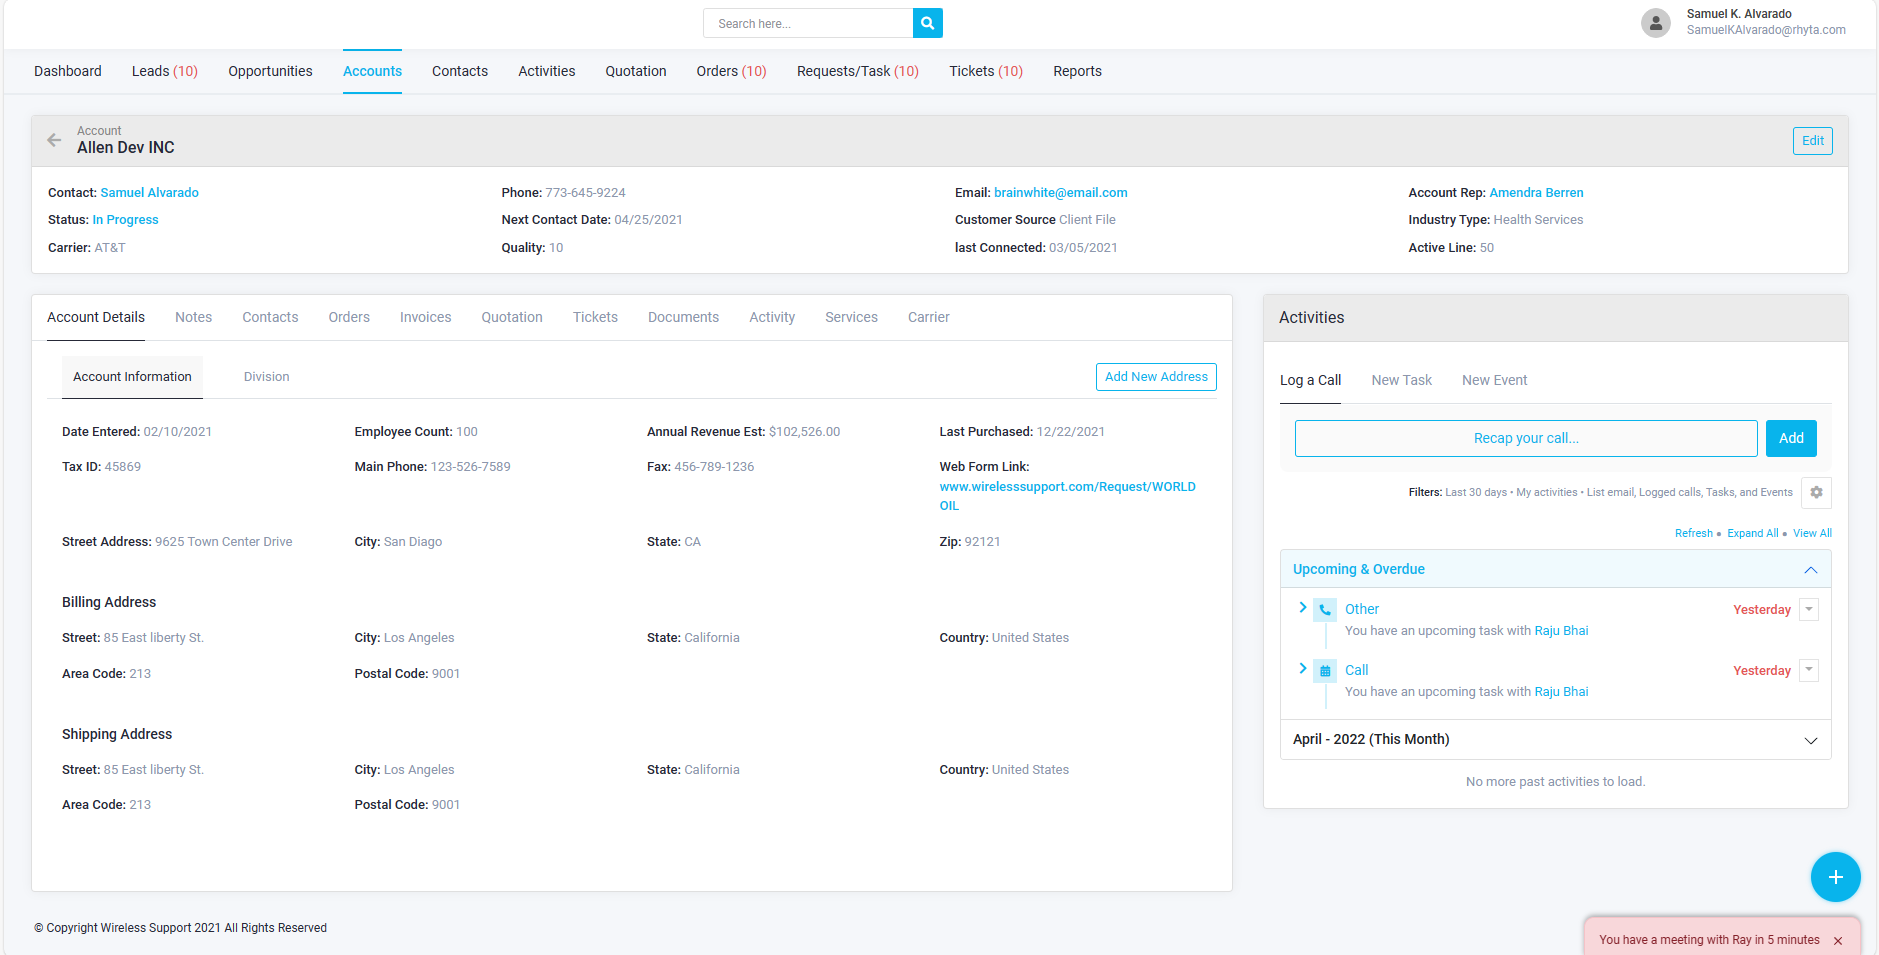 Search here...
Samuel K. Alvarado
SamuelKAlvarado@rhyta.com
Dashboard Leads (10) Opportunities Accounts Contacts Activities Quotation Orders (10) Requests/Task (10) Tickets (10) Reports
Account
Allen Dev INC
Edit
Contact: Samuel Alvarado Phone: 773-645-9224 Email: brainwhite@email.com Account Rep: Amendra Berren
Status: In Progress Next Contact Date: 04/25/2021 Customer Source Client File Industry Type: Health Services
Carrier: AT&T Quality: 10 last Connected: 03/05/2021 Active Line: 50
Account Details Notes Contacts Orders Invoices Quotation Tickets Documents Activity Services Carrier
Account Information Division Add New Address
Date Entered: 02/10/2021 Employee Count: 100 Annual Revenue Est: $102,526.00 Last Purchased: 12/22/2021
Tax ID: 45869 Main Phone: 123-526-7589 Fax: 456-789-1236 Web Form Link:
www.wirelesssupport.com/Request/WORLD
OIL
Street Address: 9625 Town Center Drive City: San Diago State: CA Zip: 92121
Billing Address
Street: 85 East liberty St. City: Los Angeles State: California Country: United States
Area Code: 213 Postal Code: 9001
Shipping Address
Street: 85 East liberty St. City: Los Angeles State: California Country: United States
Area Code: 213 Postal Code: 9001
Activities
Log a Call New Task New Event
Recap your call... Add
Filters: Last 30 days • My activities • List email, Logged calls, Tasks, and Events
Refresh • Expand All • View All
Upcoming & Overdue
Other Yesterday
You have an upcoming task with Raju Bhai
Call Yesterday
You have an upcoming task with Raju Bhai
April - 2022 (This Month)
No more past activities to load.
© Copyright Wireless Support 2021 All Rights Reserved
You have a meeting with Ray in 5 minutes ×